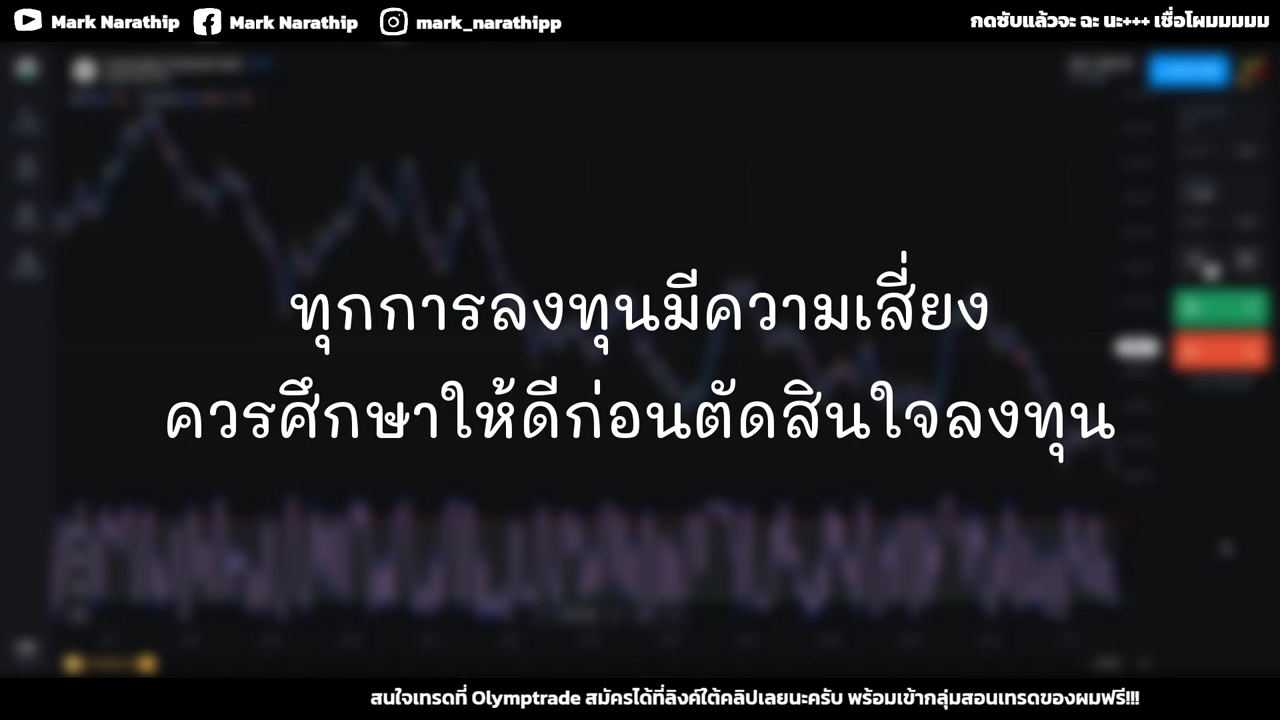 Mark Narathip Mark Narathip mark_narathipp กดซับแล้วจะ ฉะ นะ+++ เชื่อโผมมมมม
ทุกการลงทุนมีความเสี่ยง
ควรศึกษาให้ดีก่อนตัดสินใจลงทุน
สนใจเทรดที่ Olymptrade สมัครได้ที่ลิงค์ใต้คลิปเลยนะครับ พร้อมเข้ากลุ่มสอนเทรดของผมฟรี!!!